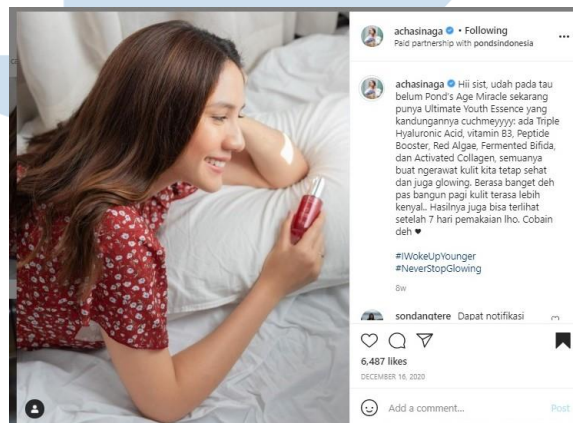 achasinaga • Following
Paid partnership with pondsindonesia
achasinaga Hii sist, udah pada tau
belum Pond's Age Miracle sekarang
punya Ultimate Youth Essence yang
kandungannya cuchmeyyyy: ada Triple
Hyaluronic Acid, vitamin B3, Peptide
Booster, Red Algae, Fermented Bifida,
dan Activated Collagen, semuanya
buat ngerawat kulit kita tetap sehat
dan juga glowing. Berasa banget deh
pas bangun pagi kulit terasa lebih
kenyal.. Hasilnya juga bisa terlihat
setelah 7 hari pemakaian lho. Cobain
deh ♥
#IWokeUpYounger
#NeverStopGlowing
8w
sondangtere Dapat notifikasi
6,487 likes
DECEMBER 16, 2020
Add a comment...
Post